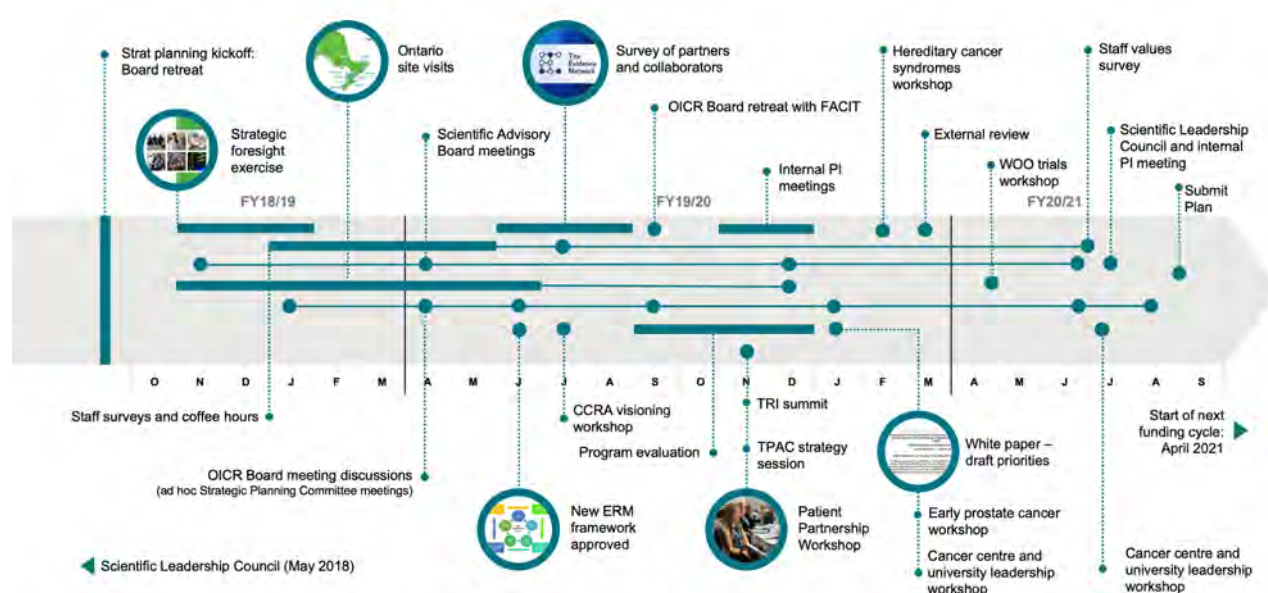 Strat planning kickoff:
Board retreat
Strategic
foresight
exercise
Ontario
site visits
Scientific Advisory
Board meetings
The
Evidence
Network
Survey of partners
and collaborators
OICR Board retreat with FACIT
Internal PI
meetings
Hereditary cancer
syndromes
workshop
External review
WOO trials
workshop
Staff values
survey
Scientific Leadership
Council and internal
PI meeting
Submit
Plan
FY18/19
FY19/20
FY20/21
O N D J F M A M J J A S O N D J F M A M J J A S
Staff surveys and coffee hours
OICR Board meeting discussions
(ad hoc Strategic Planning Committee meetings)
New ERM
framework
approved
CCRA visioning
workshop
Program evaluation
TRI summit
TPAC strategy
session
Patient
Partnership
Workshop
White paper –
draft priorities
Early prostate cancer
workshop
Cancer centre and
university leadership
workshop
Cancer centre and
university leadership
workshop
Start of next
funding cycle:
April 2021
Scientific Leadership Council (May 2018)